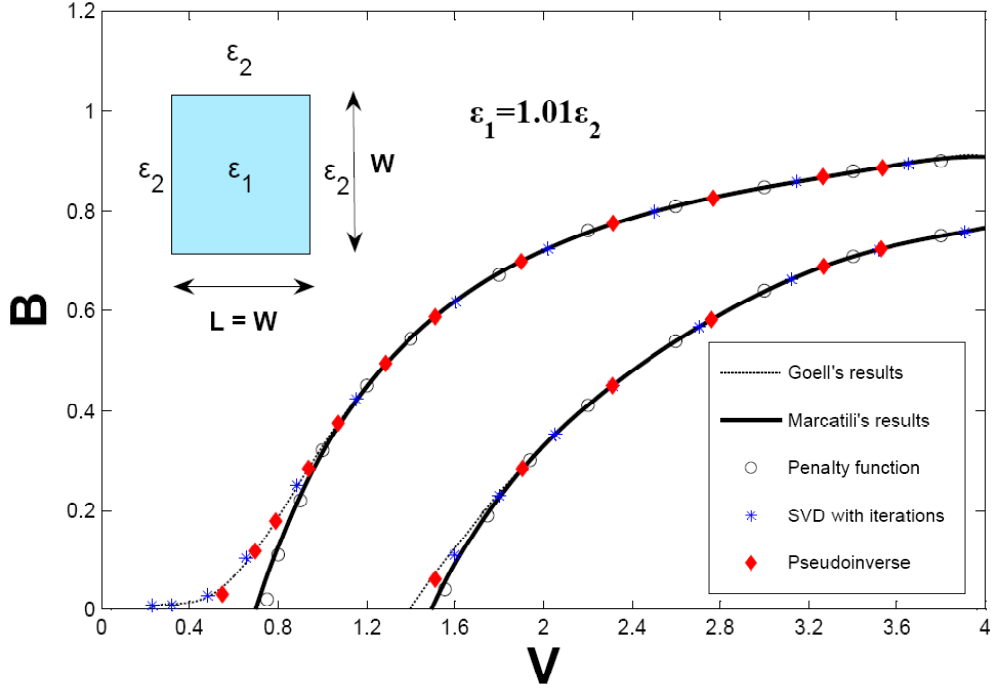 1.2
1
0.8
0.6
0.4
0.2
0
B
ε2
ε2
ε1
ε2
W
L = W
ε1=1.01ε2
Goell's results
Marcatili's results
Penalty function
SVD with iterations
Pseudoinverse
0
0.4
0.8
1.2
1.6
2
2.4
2.8
3.2
3.6
4
V